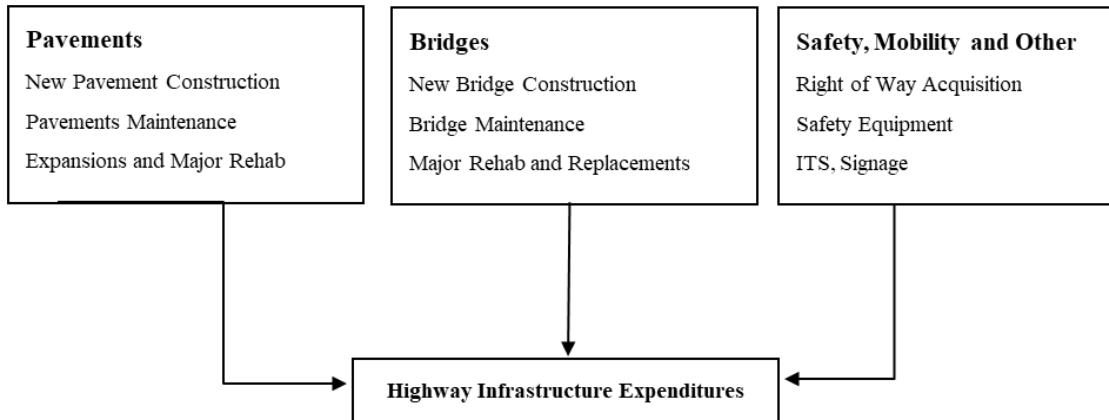 Pavements
New Pavement Construction
Pavements Maintenance
Expansions and Major Rehab
Bridges
New Bridge Construction
Bridge Maintenance
Major Rehab and Replacements
Safety, Mobility and Other
Right of Way Acquisition
Safety Equipment
ITS, Signage
Highway Infrastructure Expenditures